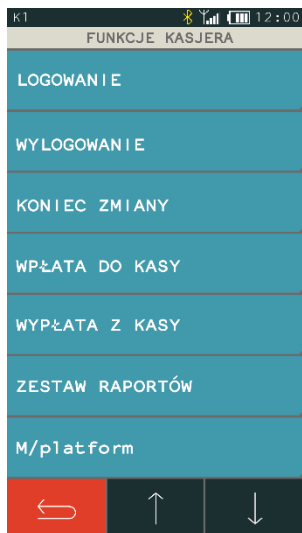 K1 12:00
FUNKCJE KASJERA
LOGOWANIE
WYLOGOWANIE
KONIEC ZMIANY
WPŁATA DO KASY
WYPŁATA Z KASY
ZESTAW RAPORTÓW
M/platform